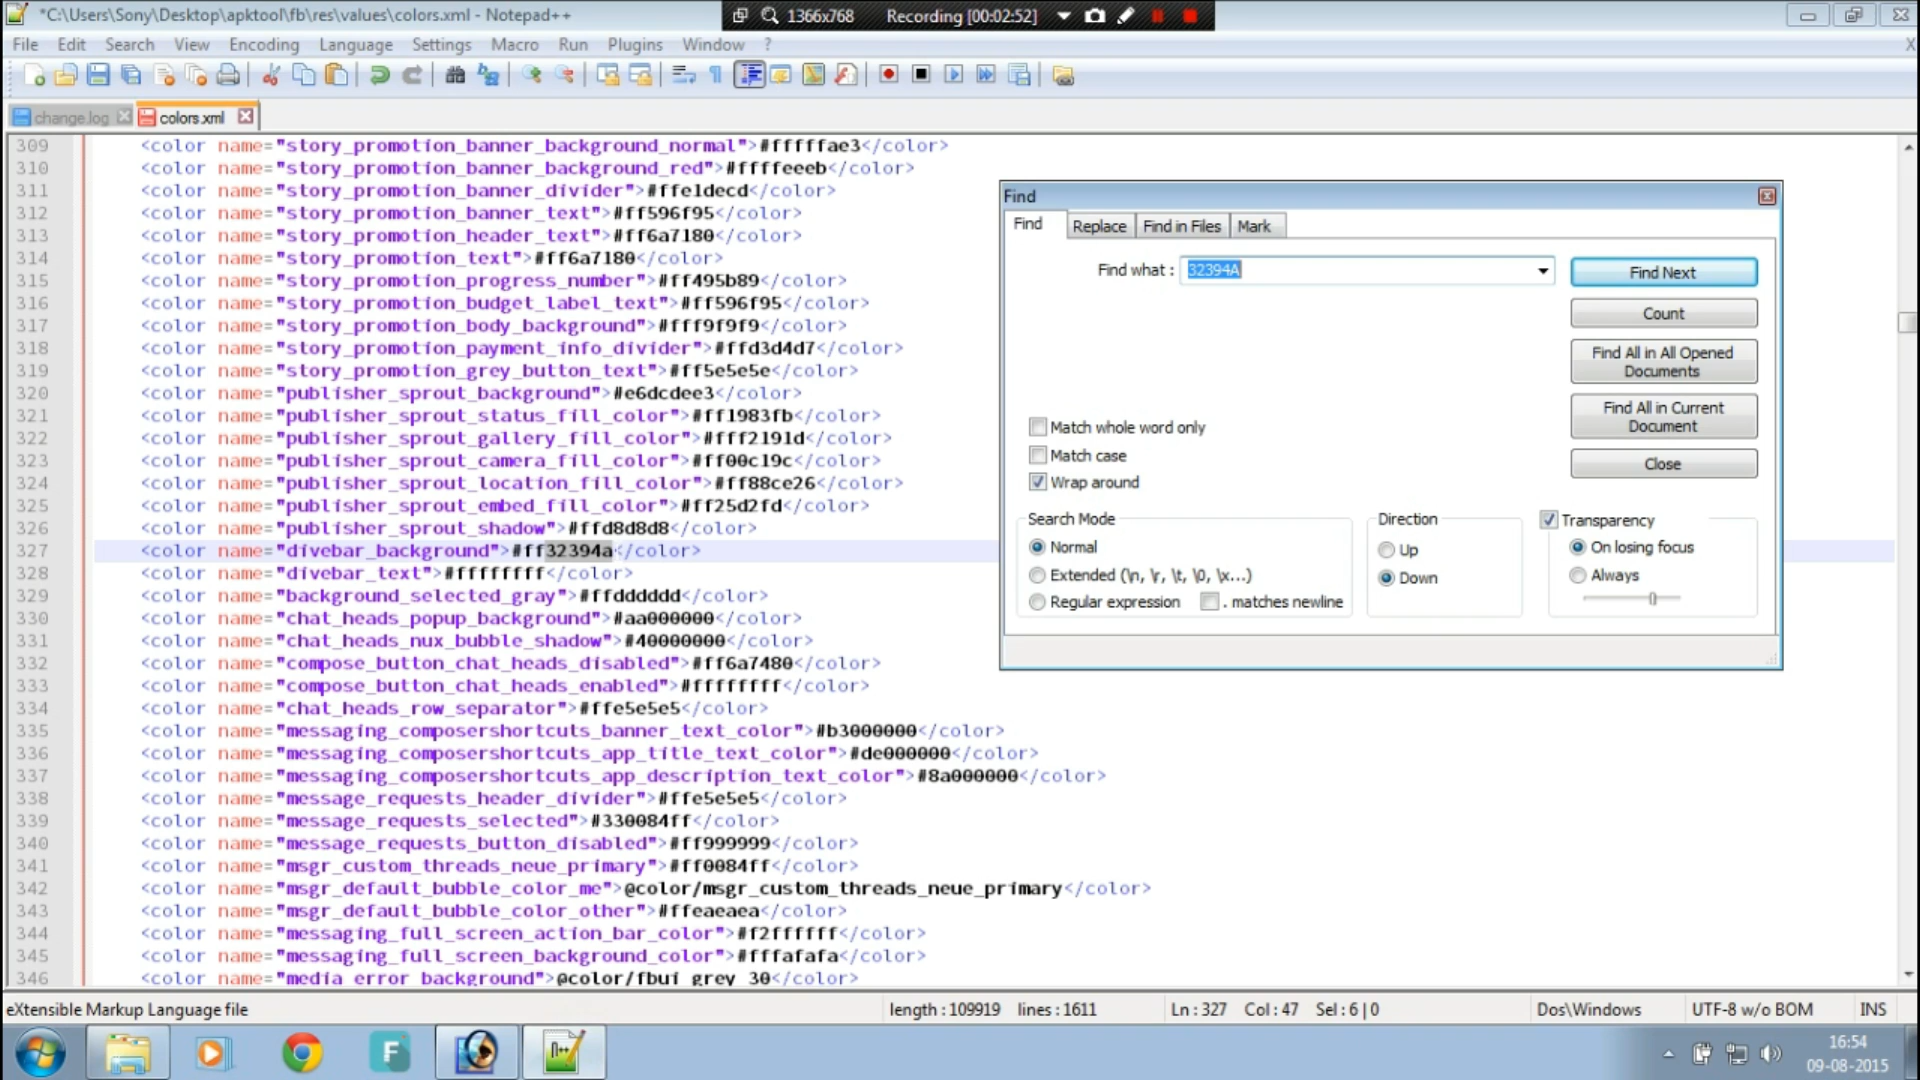 *C:\Users\Sony\Desktop\apktool\fb\res\values\colors.xml - Notepad++
1366x768 Recording [00:02:52]
File Edit Search View Encoding Language Settings Macro Run Plugins Window ? X
change.log colors.xml
309 <color name="story_promotion_banner_background_normal">#fffffae3</color>
310 <color name="story_promotion_banner_background_red">#ffffeeeb</color>
311 <color name="story_promotion_banner_divider">#ffe1decd</color>
312 <color name="story_promotion_banner_text">#ff596f95</color>
313 <color name="story_promotion_header_text">#ff6a7180</color>
314 <color name="story_promotion_text">#ff6a7180</color>
315 <color name="story_promotion_progress_number">#ff495b89</color>
316 <color name="story_promotion_budget_label_text">#ff596f95</color>
317 <color name="story_promotion_body_background">#fff9f9f9</color>
318 <color name="story_promotion_payment_info_divider">#ffd3d4d7</color>
319 <color name="story_promotion_grey_button_text">#ff5e5e5e</color>
320 <color name="publisher_sprout_background">#e6dcdee3</color>
321 <color name="publisher_sprout_status_fill_color">#ff1983fb</color>
322 <color name="publisher_sprout_gallery_fill_color">#fff2191d</color>
323 <color name="publisher_sprout_camera_fill_color">#ff00c19c</color>
324 <color name="publisher_sprout_location_fill_color">#ff88ce26</color>
325 <color name="publisher_sprout_embed_fill_color">#ff25d2fd</color>
326 <color name="publisher_sprout_shadow">#ffd8d8d8</color>
327 <color name="divebar_background">#ff32394a</color>
328 <color name="divebar_text">#ffffffff</color>
329 <color name="background_selected_gray">#ffdddddd</color>
330 <color name="chat_heads_popup_background">#aa000000</color>
331 <color name="chat_heads_nux_bubble_shadow">#40000000</color>
332 <color name="compose_button_chat_heads_disabled">#ff6a7480</color>
333 <color name="compose_button_chat_heads_enabled">#ffffffff</color>
334 <color name="chat_heads_row_separator">#ffe5e5e5</color>
335 <color name="messaging_composershortcuts_banner_text_color">#b3000000</color>
336 <color name="messaging_composershortcuts_app_title_text_color">#de000000</color>
337 <color name="messaging_composershortcuts_app_description_text_color">#8a000000</color>
338 <color name="message_requests_header_divider">#ffe5e5e5</color>
339 <color name="message_requests_selected">#330084ff</color>
340 <color name="message_requests_button_disabled">#ff999999</color>
341 <color name="msgr_custom_threads_neue_primary">#ff0084ff</color>
342 <color name="msgr_default_bubble_color_me">@color/msgr_custom_threads_neue_primary</color>
343 <color name="msgr_default_bubble_color_other">#ffeaeaea</color>
344 <color name="messaging_full_screen_action_bar_color">#f2ffffff</color>
345 <color name="messaging_full_screen_background_color">#fffafafa</color>
346 <color name="media_error_background">@color/fbui_grey_30</color>
Find
Find Replace Find in Files Mark
Find what : 32394A
Find Next
Count
Find All in All Opened
Documents
Find All in Current
Document
Close
Match whole word only
Match case
Wrap around
Search Mode
Normal
Extended (\n, \r, \t, \0, \x...)
Regular expression . matches newline
Direction
Up
Down
Transparency
On losing focus
Always
eXtensible Markup Language file length : 109919 lines : 1611 Ln : 327 Col : 47 Sel : 6 | 0 Dos\Windows UTF-8 w/o BOM INS
F
n++
16:54
09-08-2015